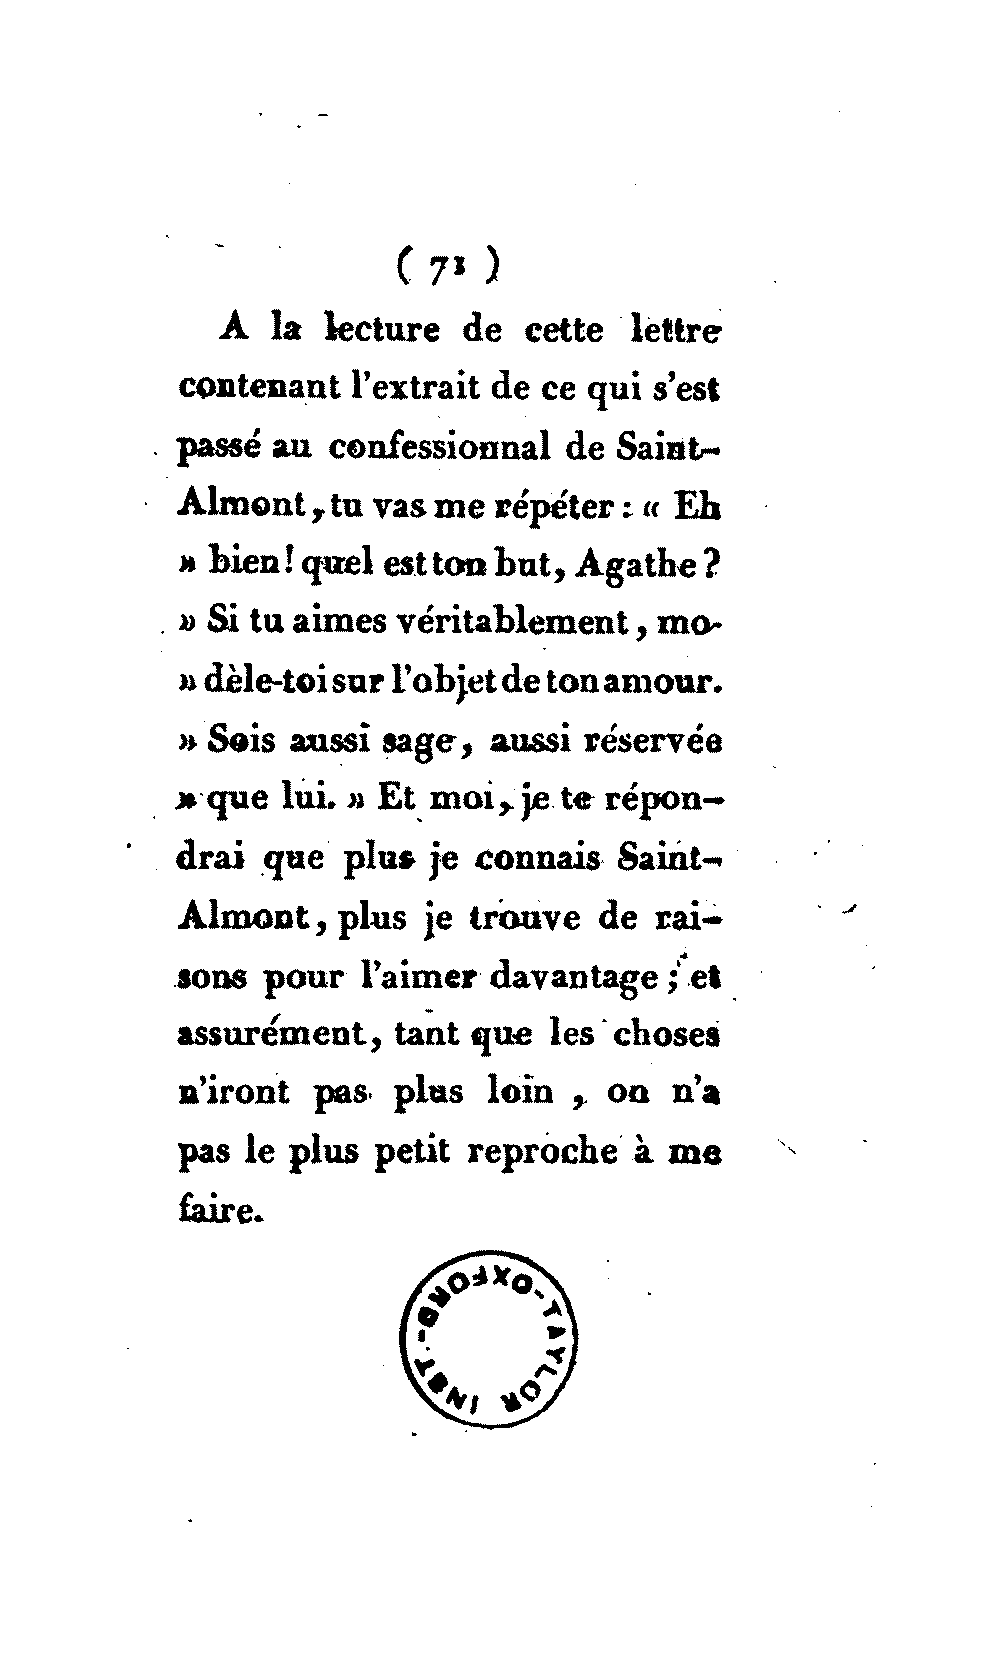 ( 71 )
A la lecture de cette lettre
contenant l'extrait de ce qui s'est
passé au confessionnal de Saint-
Almont, tu vas me répéter : « Eh
» bien ! quel est ton but, Agathe ?
» Si tu aimes véritablement, mo-
» dèle-toi sur l'objet de ton amour.
» Sois aussi sage, aussi réservée
» que lui. » Et moi, je te répon-
drai que plus je connais Saint-
Almont, plus je trouve de rai-
sons pour l'aimer davantage ; et
assurément, tant que les choses
n'iront pas plus loin , on n'a
pas le plus petit reproche à me
faire.
TAYLOR INST.-OXFORD-